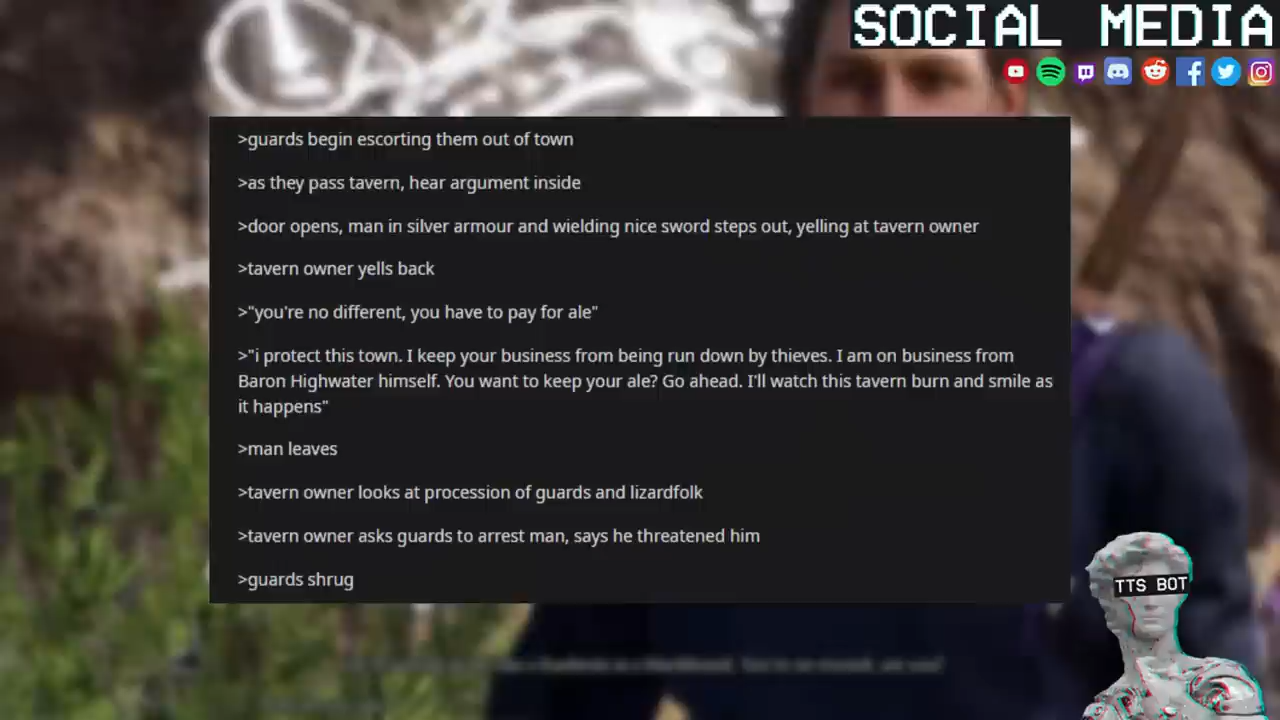 SOCIAL MEDIA
>guards begin escorting them out of town
>as they pass tavern, hear argument inside
>door opens, man in silver armour and wielding nice sword steps out, yelling at tavern owner
>tavern owner yells back
>"you're no different, you have to pay for ale"
>"i protect this town. I keep your business from being run down by thieves. I am on business from
Baron Highwater himself. You want to keep your ale? Go ahead. I'll watch this tavern burn and smile as
it happens"
>man leaves
>tavern owner looks at procession of guards and lizardfolk
>tavern owner asks guards to arrest man, says he threatened him
>guards shrug
TTS BOT